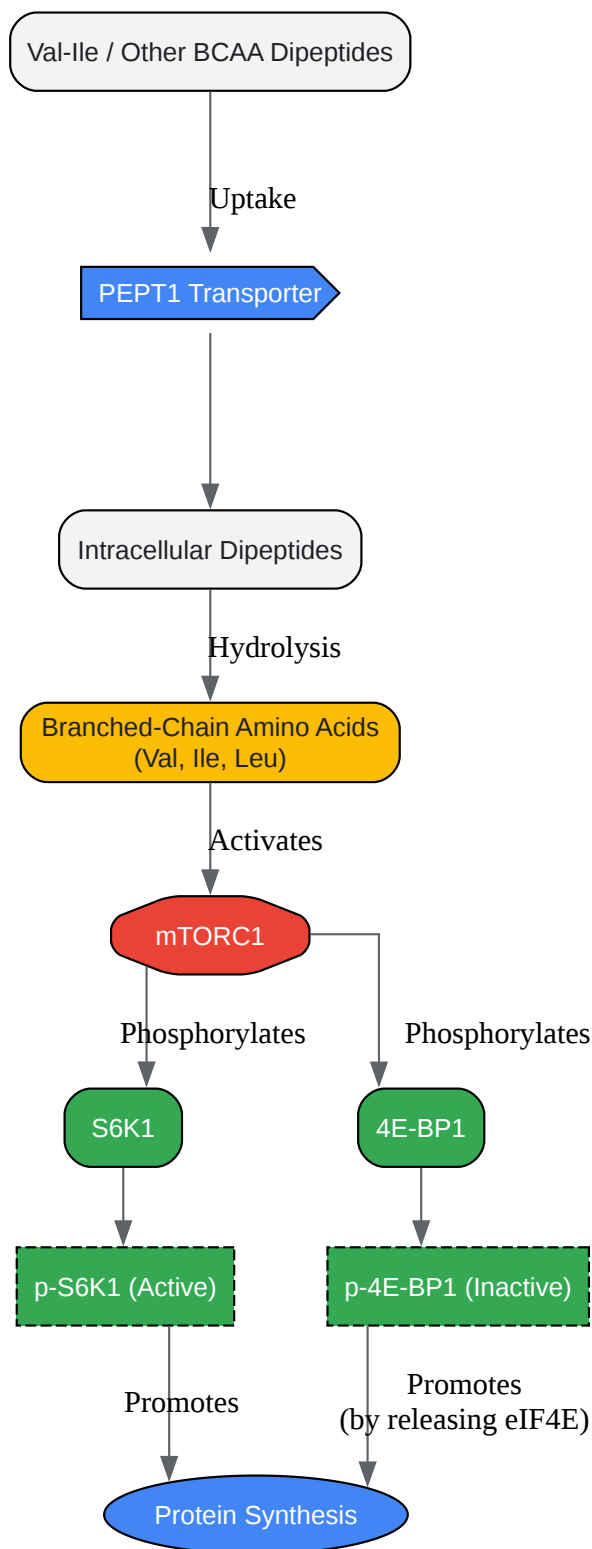 Val-Ile / Other BCAA Dipeptides
Uptake
PEPT1 Transporter
Intracellular Dipeptides
Hydrolysis
Branched-Chain Amino Acids
(Val, Ile, Leu)
Activates
mTORC1
Phosphorylates
Phosphorylates
S6K1
4E-BP1
p-S6K1 (Active)
p-4E-BP1 (Inactive)
Promotes
Promotes
(by releasing eIF4E)
Protein Synthesis